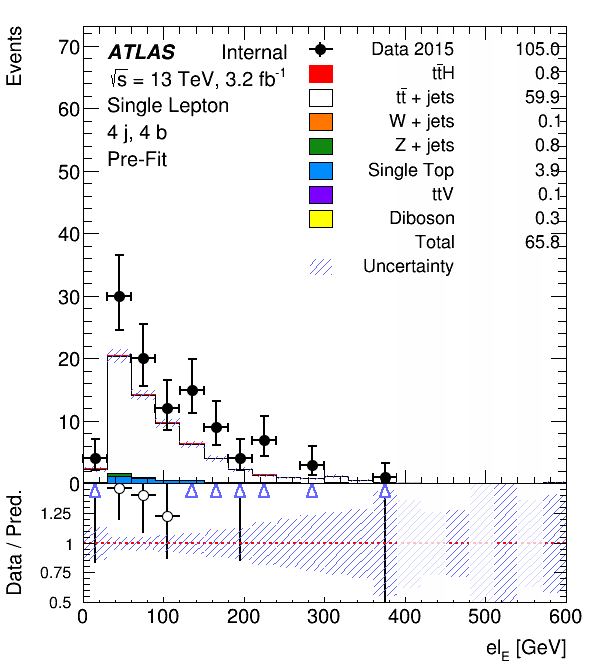 Events
70
60
50
40
30
20
10
0
ATLAS Internal
√s = 13 TeV, 3.2 fb-1
Single Lepton
4 j, 4 b
Pre-Fit
Data 2015 105.0
tt̄H 0.8
tt̄ + jets 59.9
W + jets 0.1
Z + jets 0.8
Single Top 3.9
ttV 0.1
Diboson 0.3
Total 65.8
Uncertainty
Data / Pred.
1.25
1
0.75
0.5
0 100 200 300 400 500 600
el_E [GeV]